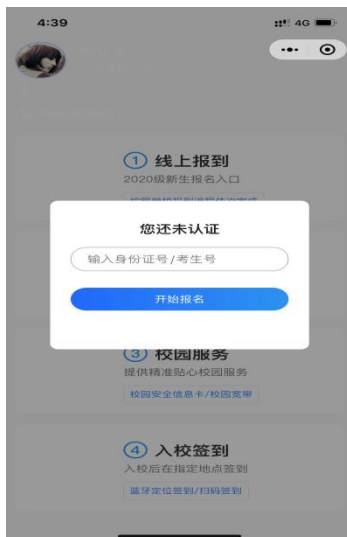 4:39
4G
① 线上报到
2020级新生报名入口
您还未认证
输入身份证号/考生号
开始报名
③ 校园服务
提供精准贴心校园服务
校园安全信息卡/校园宽带
④ 入校签到
入校后在指定地点签到
蓝牙定位签到/扫码签到